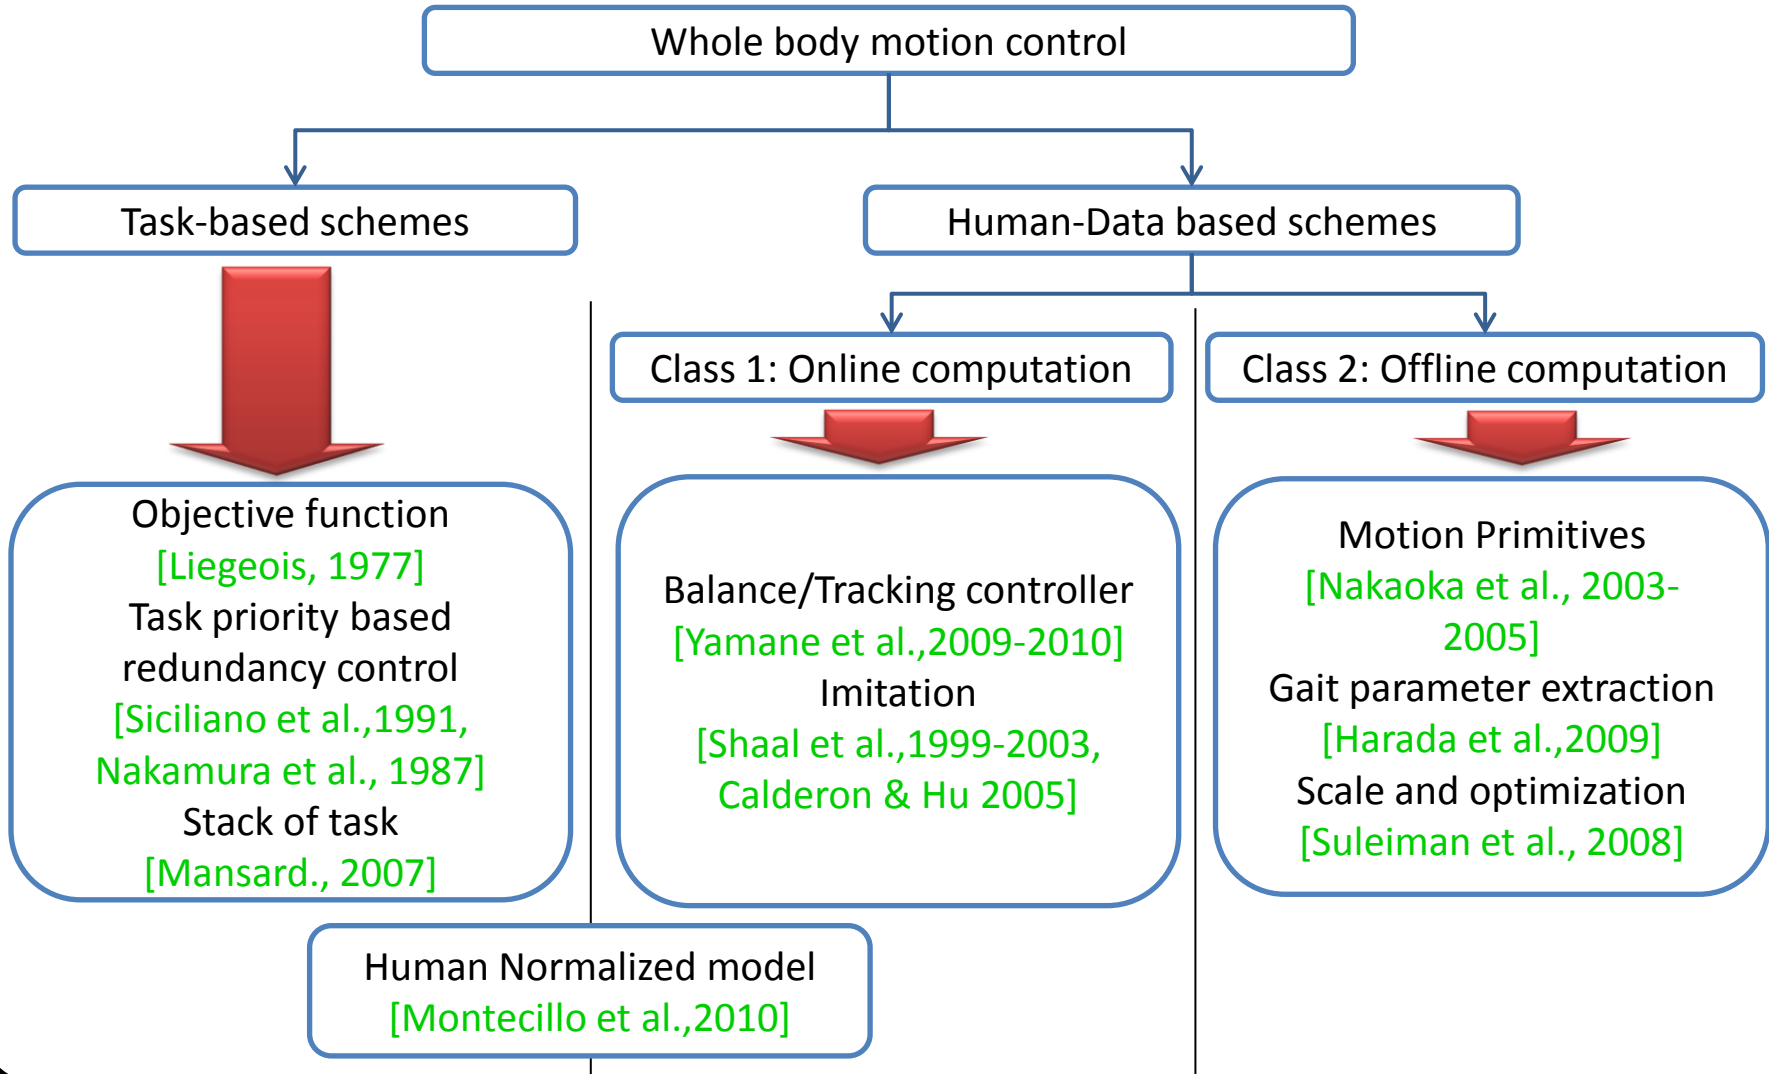 Whole body motion control
Task-based schemes
Human-Data based schemes
Class 1: Online computation
Class 2: Offline computation
Objective function
[Liegeois, 1977]
Task priority based
redundancy control
[Siciliano et al.,1991,
Nakamura et al., 1987]
Stack of task
[Mansard., 2007]
Balance/Tracking controller
[Yamane et al.,2009-2010]
Imitation
[Shaal et al.,1999-2003,
Calderon & Hu 2005]
Motion Primitives
[Nakaoka et al., 2003-
2005]
Gait parameter extraction
[Harada et al.,2009]
Scale and optimization
[Suleiman et al., 2008]
Human Normalized model
[Montecillo et al.,2010]